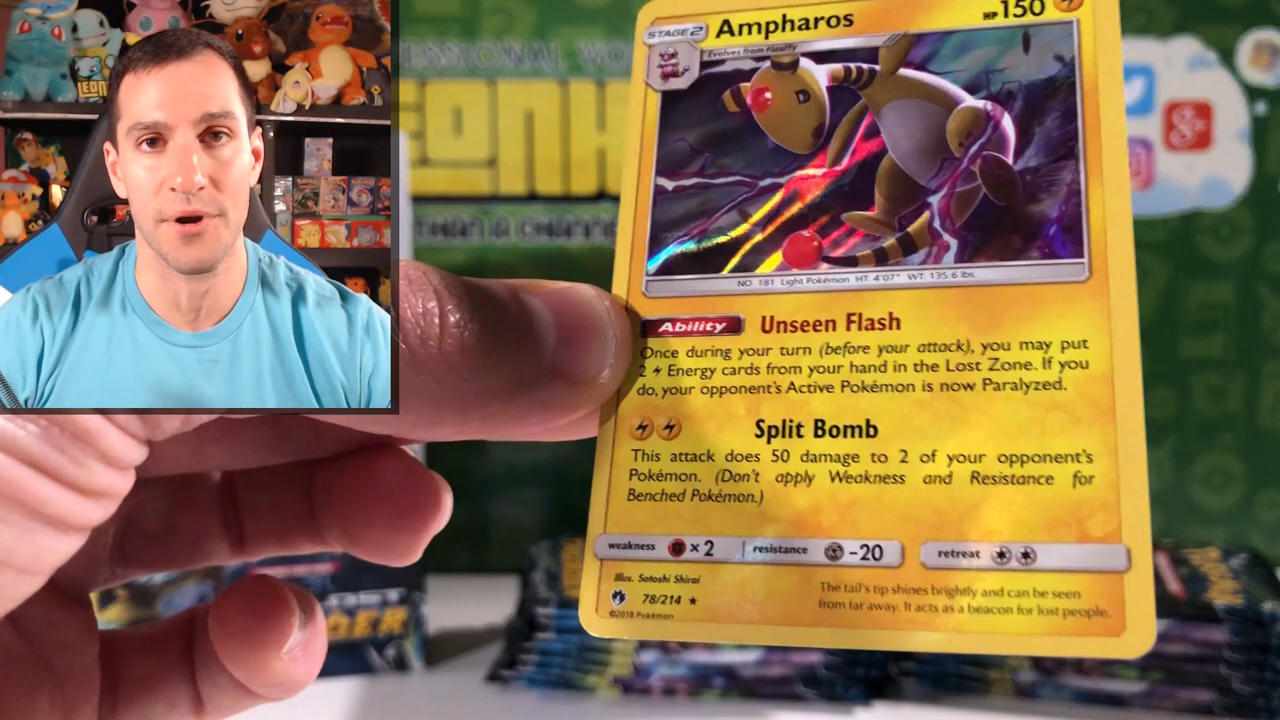 STAGE 2 Ampharos HP 150
Evolves from Flaaffy
NO. 181 Light Pokémon HT: 4'07" WT: 135.6 lbs.
Ability Unseen Flash
Once during your turn (before your attack), you may put
2 Energy cards from your hand in the Lost Zone. If you
do, your opponent's Active Pokémon is now Paralyzed.
Split Bomb
This attack does 50 damage to 2 of your opponent's
Pokémon. (Don't apply Weakness and Resistance for
Benched Pokémon.)
weakness × 2 resistance -20 retreat
Illus. Satoshi Shirai
78/214
©2018 Pokémon
The tail's tip shines brightly and can be seen
from far away. It acts as a beacon for lost people.